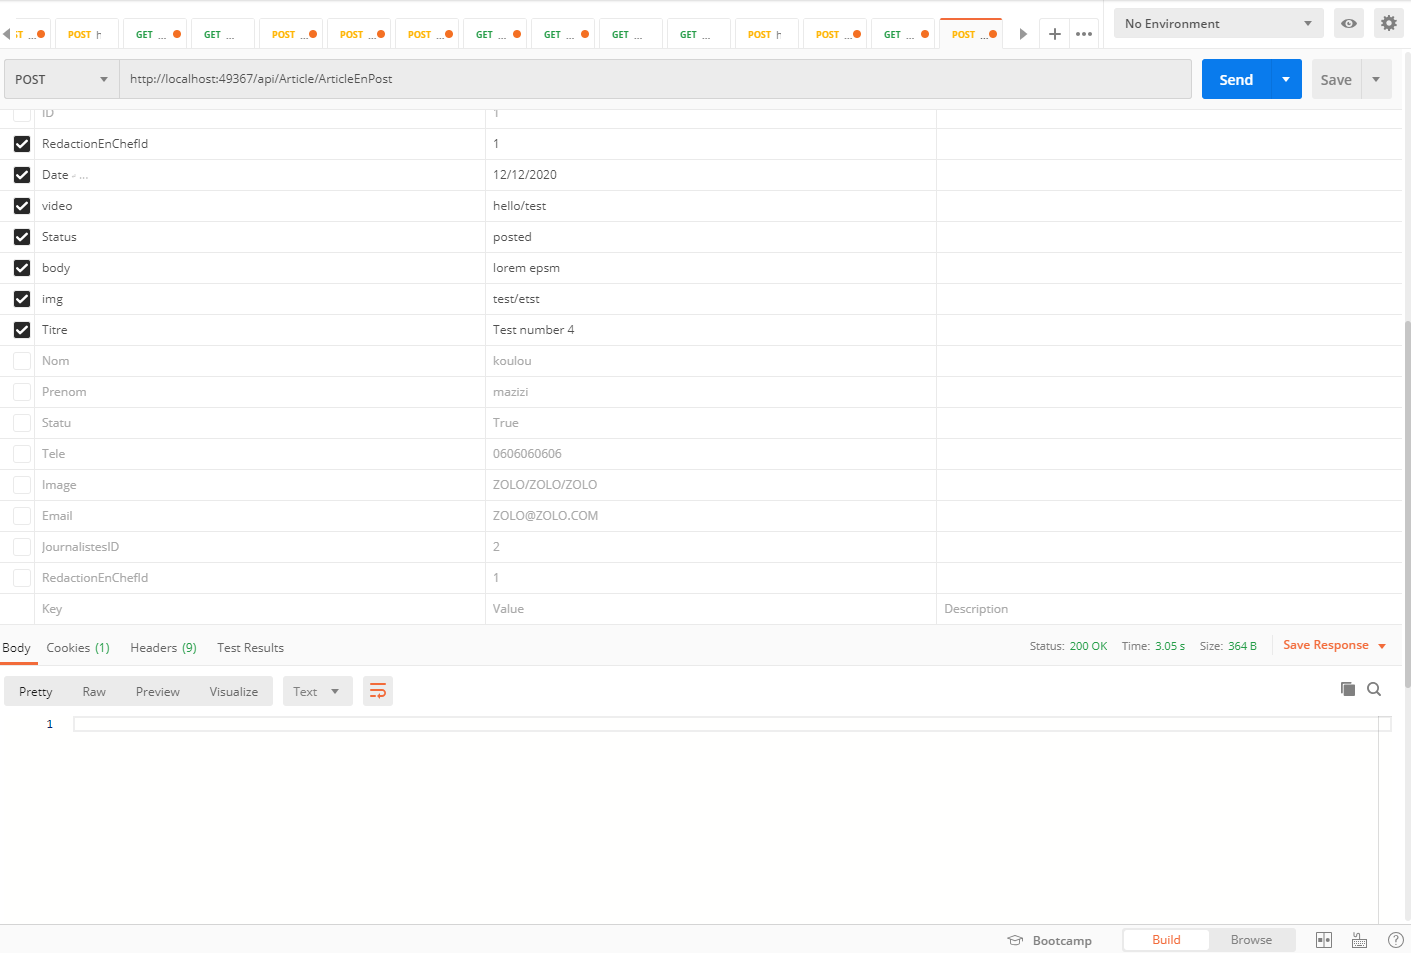 ST ... POST h GET ... GET ... POST ... POST ... POST ... GET ... GET ... GET ... GET ... POST h POST ... GET ... POST ... No Environment
POST http://localhost:49367/api/Article/ArticleEnPost Send Save
ID 1
RedactionEnChefId 1
Date - ... 12/12/2020
video hello/test
Status posted
body lorem epsm
img test/etst
Titre Test number 4
Nom koulou
Prenom mazizi
Statu True
Tele 0606060606
Image ZOLO/ZOLO/ZOLO
Email ZOLO@ZOLO.COM
JournalistesID 2
RedactionEnChefId 1
Key Value Description
Body Cookies (1) Headers (9) Test Results Status: 200 OK Time: 3.05 s Size: 364 B Save Response
Pretty Raw Preview Visualize Text
1
Bootcamp Build Browse